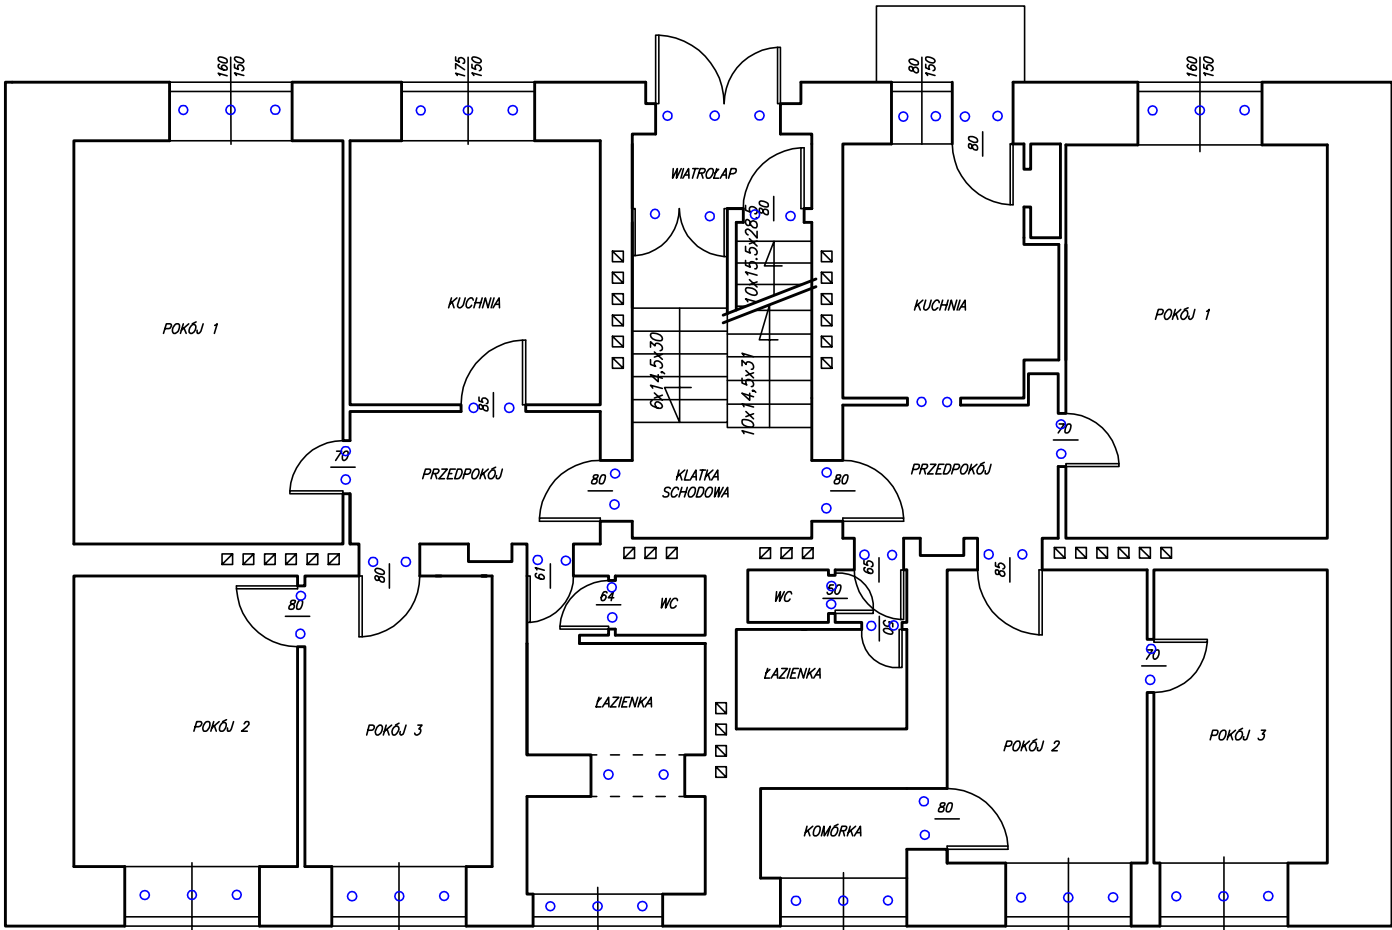 160
150
175
150
80
150
160
150
80
WIATROŁAP
80
10x15.5x28.5
KUCHNIA
KUCHNIA
POKÓJ 1
POKÓJ 1
6x14,5x30
10x14,5x31
85
70
70
PRZEDPOKÓJ
PRZEDPOKÓJ
KLATKA
SCHODOWA
80
80
80
61
65
85
64
WC
WC
50
80
90
70
ŁAZIENKA
ŁAZIENKA
POKÓJ 2
POKÓJ 3
POKÓJ 2
POKÓJ 3
80
KOMÓRKA